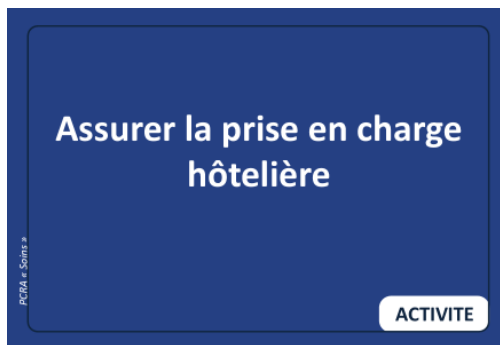 Assurer la prise en charge
hôtelière
PCRA « Soins »
ACTIVITE